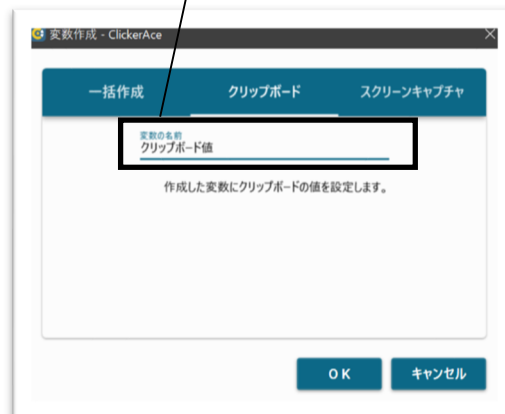 変数作成 - ClickerAce
一括作成 クリップボード スクリーンキャプチャ
変数の名前
クリップボード値
作成した変数にクリップボードの値を設定します。
OK キャンセル